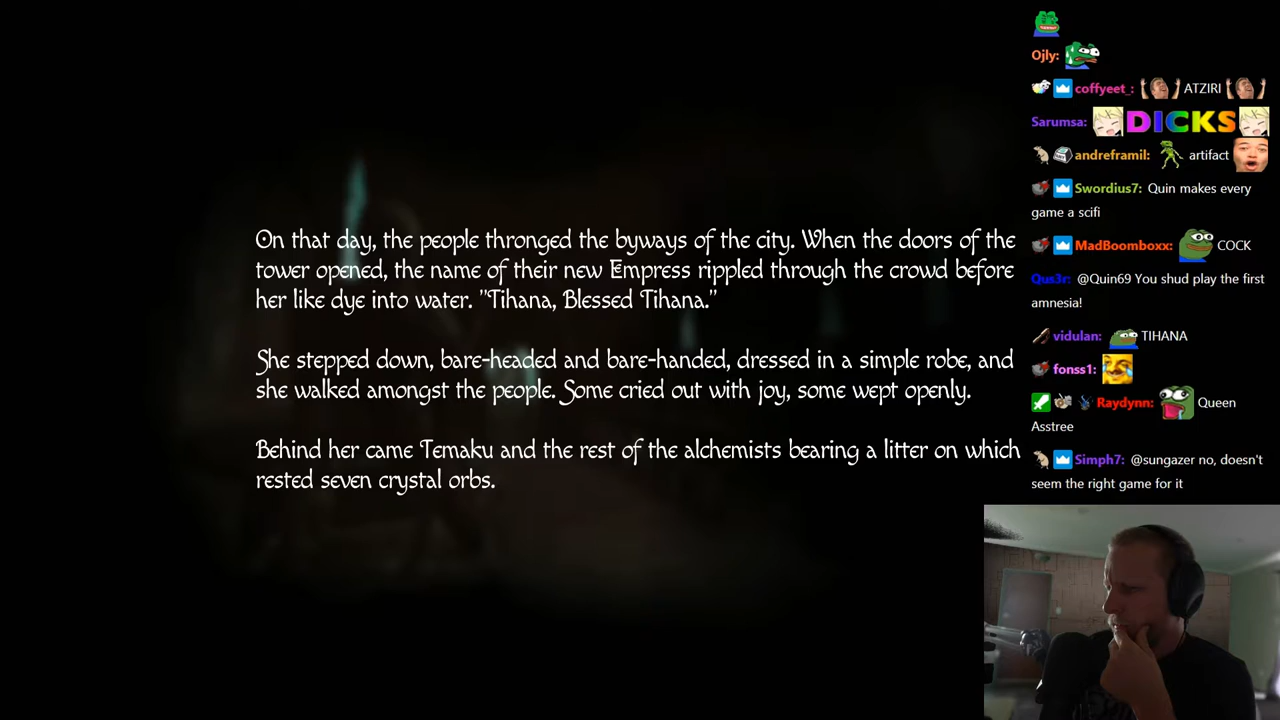 On that day, the people thronged the byways of the city. When the doors of the
tower opened, the name of their new Empress rippled through the crowd before
her like dye into water. "Tihana, Blessed Tihana."
She stepped down, bare-headed and bare-handed, dressed in a simple robe, and
she walked amongst the people. Some cried out with joy, some wept openly.
Behind her came Temaku and the rest of the alchemists bearing a litter on which
rested seven crystal orbs.
Ojly:
coffyeet_: ATZIRI
Sarumsa: DICKS
andreframil: artifact
Swordius7: Quin makes every
game a scifi
MadBoomboxx: COCK
Qus3r: @Quin69 You shud play the first
amnesia!
vidulan: TIHANA
fonss1:
Raydynn: Queen
Asstree
Simph7: @sungazer no, doesn't
seem the right game for it